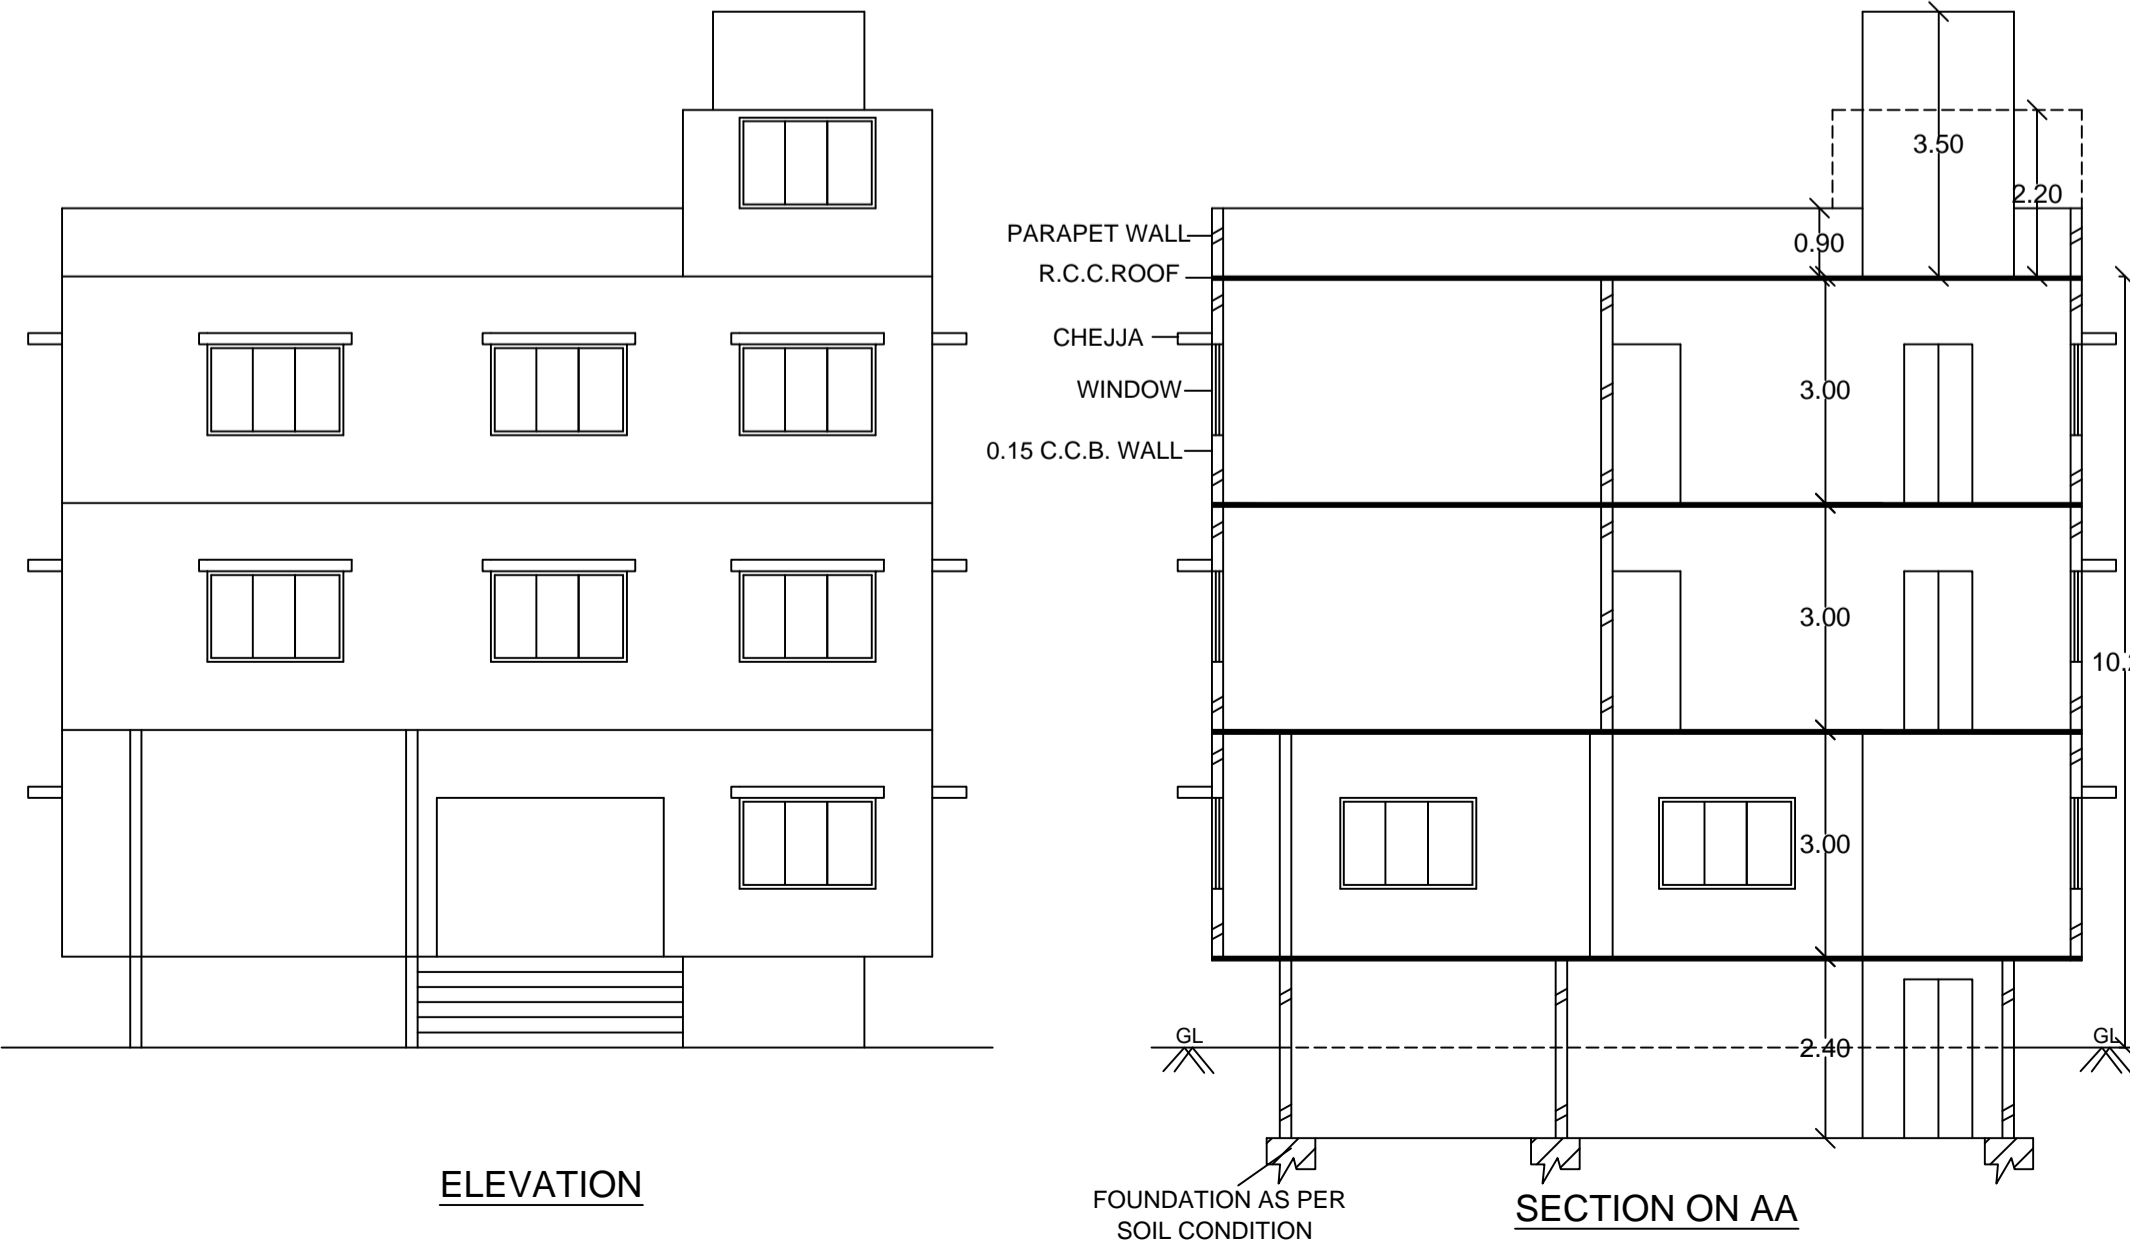 3.50
2.20
PARAPET WALL
0.90
R.C.C.ROOF
CHEJJA
WINDOW
3.00
0.15 C.C.B. WALL
3.00
3.00
GL
2.40
GL
ELEVATION
FOUNDATION AS PER
SOIL CONDITION
SECTION ON AA